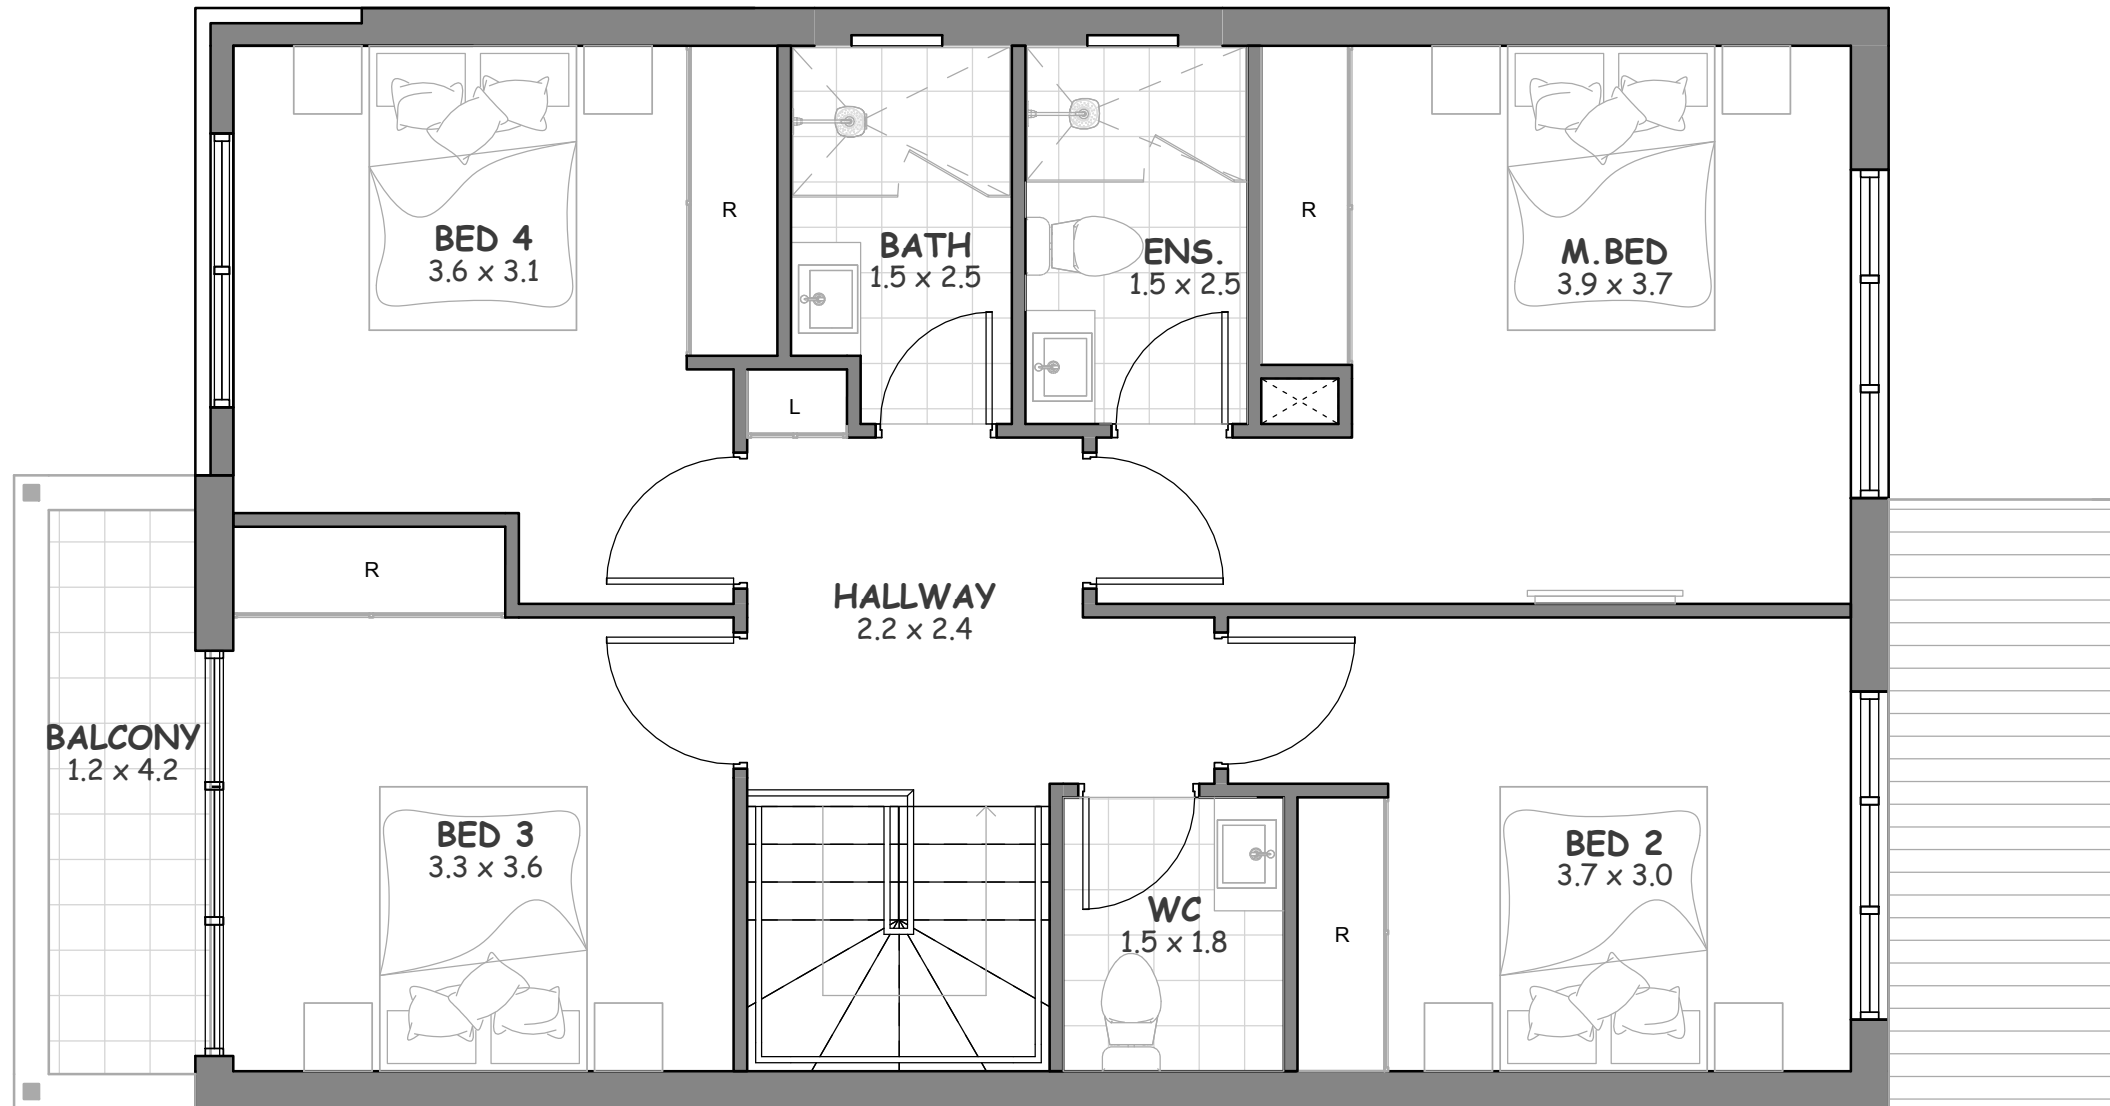 R
R
BED 4
3.6 x 3.1
BATH
1.5 x 2.5
ENS.
1.5 x 2.5
M.BED
3.9 x 3.7
L
R
HALLWAY
2.2 x 2.4
BALCONY
1.2 x 4.2
BED 3
3.3 x 3.6
WC
1.5 x 1.8
R
BED 2
3.7 x 3.0